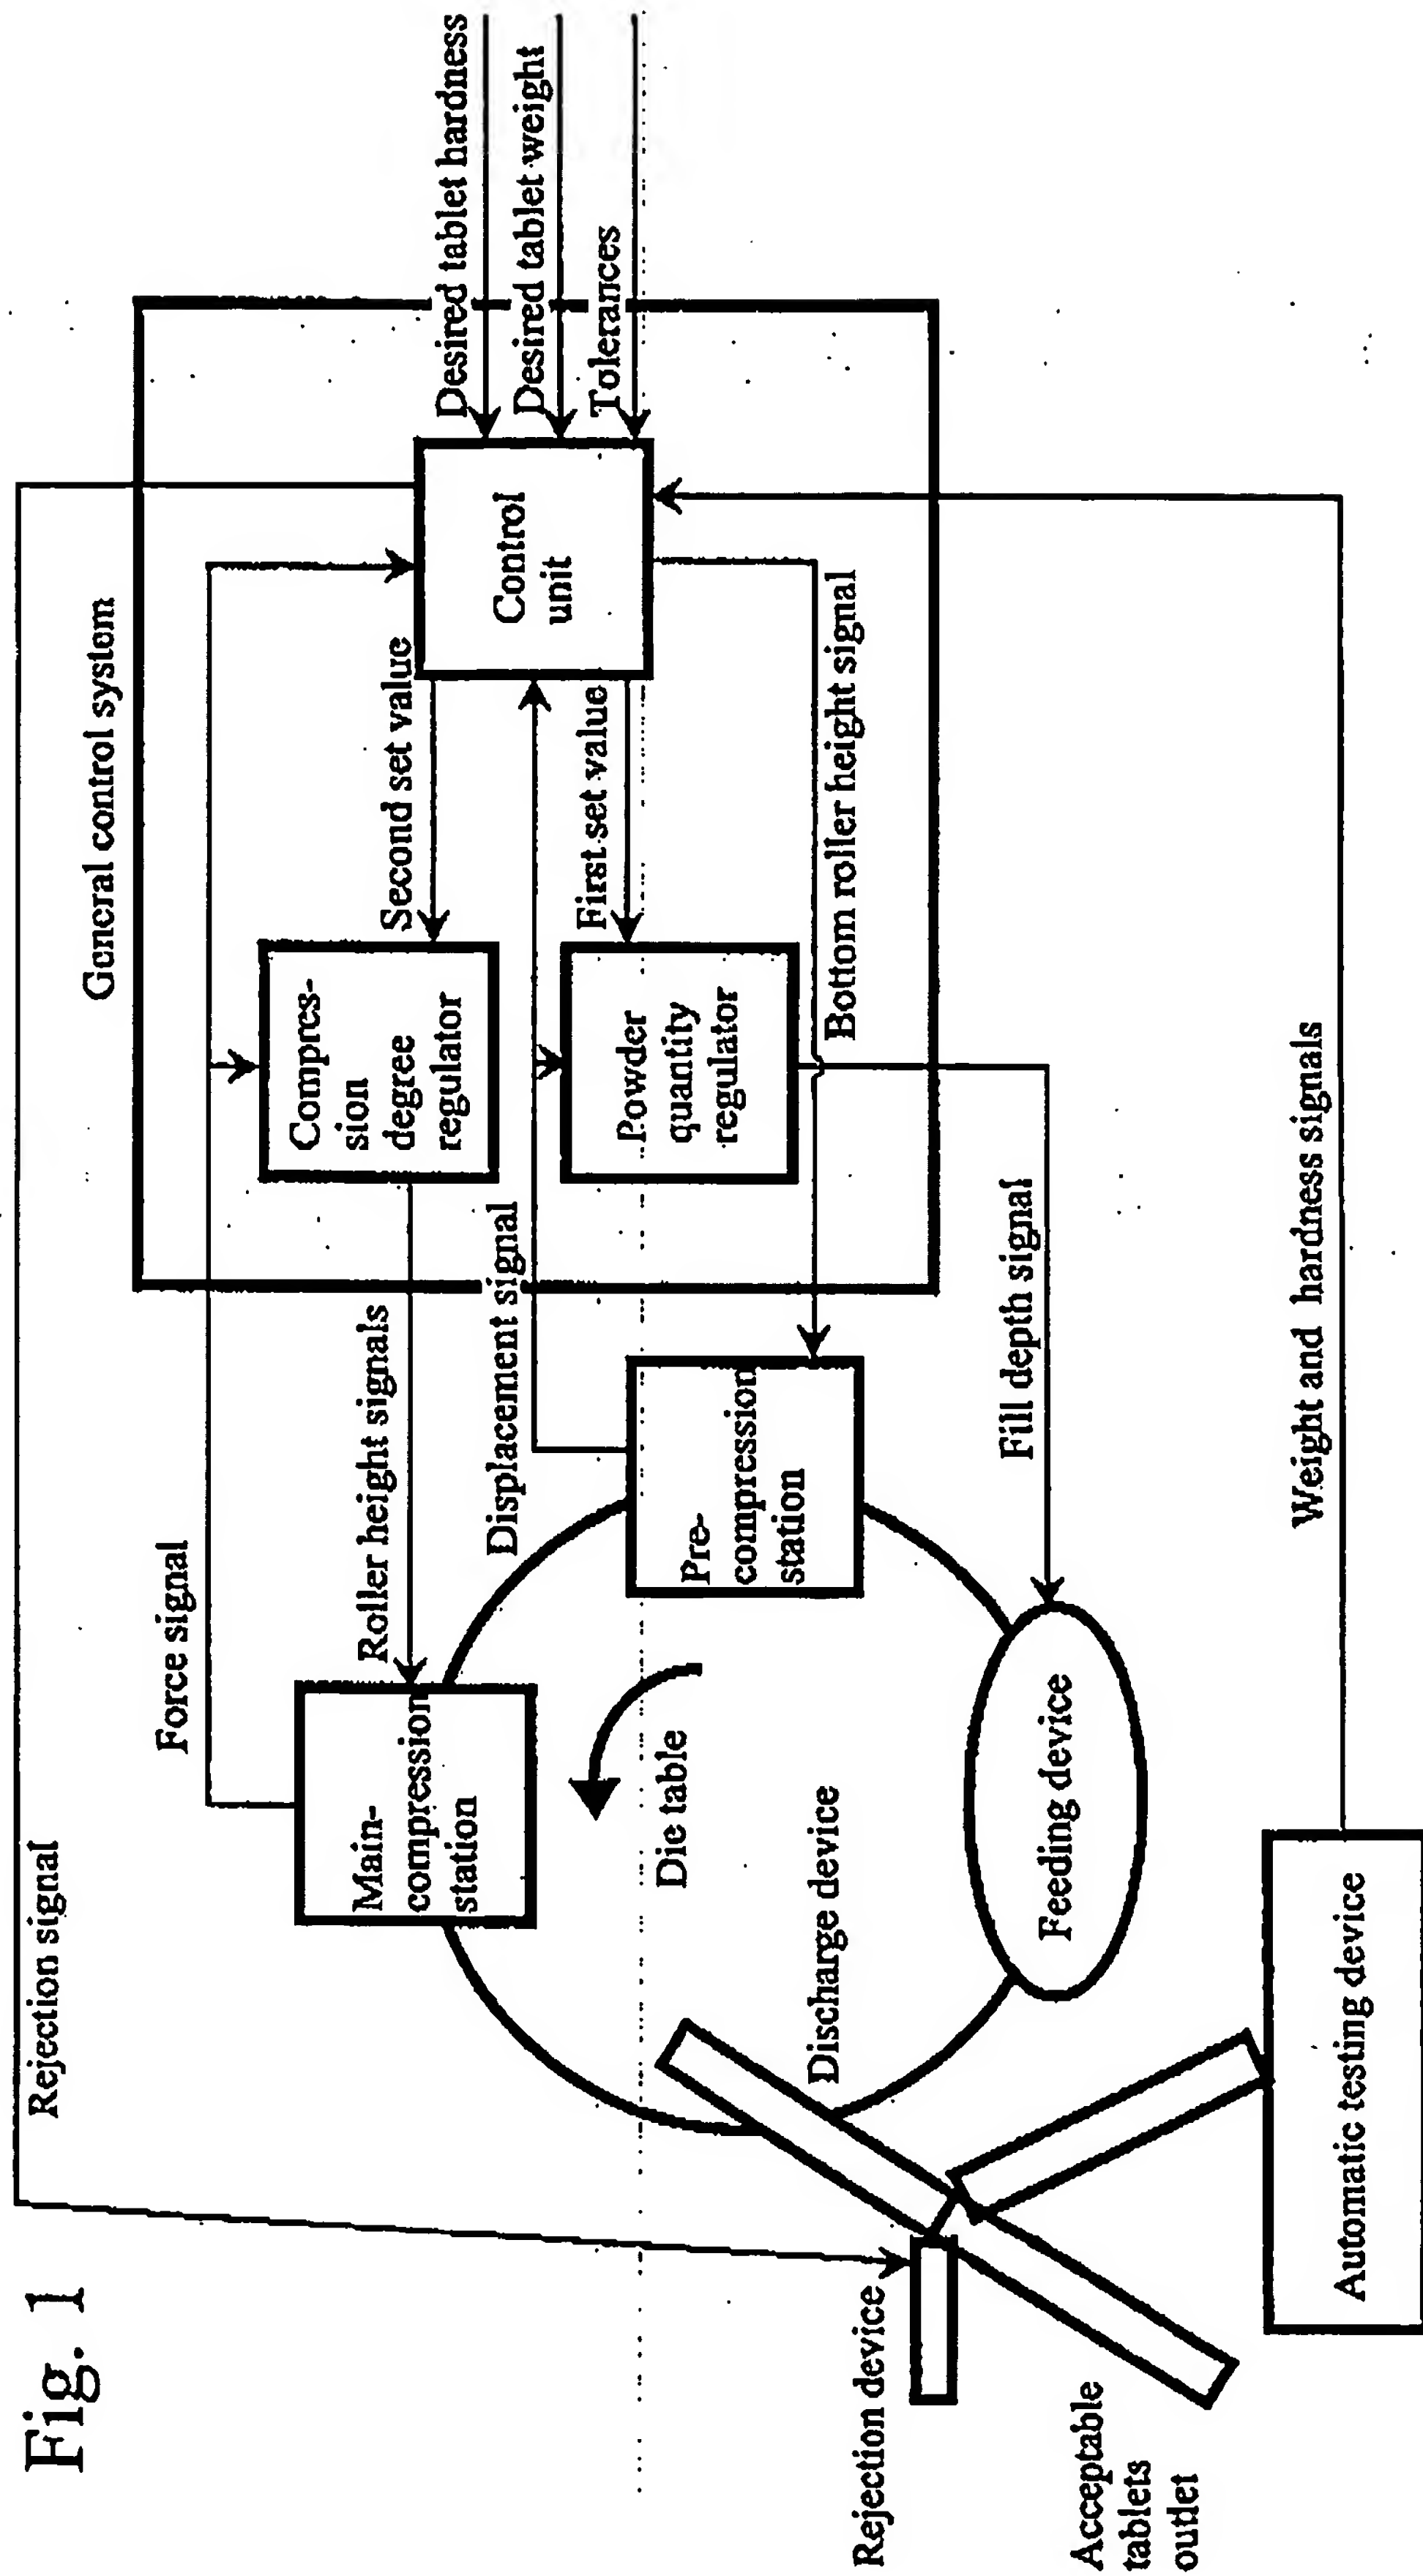 Fig. 1
Rejection signal
General control system
Force signal
Roller height signals
Displacement signal
Second set value
First set value
Desired tablet hardness
Desired tablet weight
Tolerances
Control
unit
Compres-
sion
degree
regulator
Powder
quantity
regulator
Bottom roller height signal
Main-
compression
station
Pre-
compression
station
Die table
Fill depth signal
Discharge device
Feeding device
Rejection device
Weight and hardness signals
Acceptable
tablets
outlet
Automatic testing device